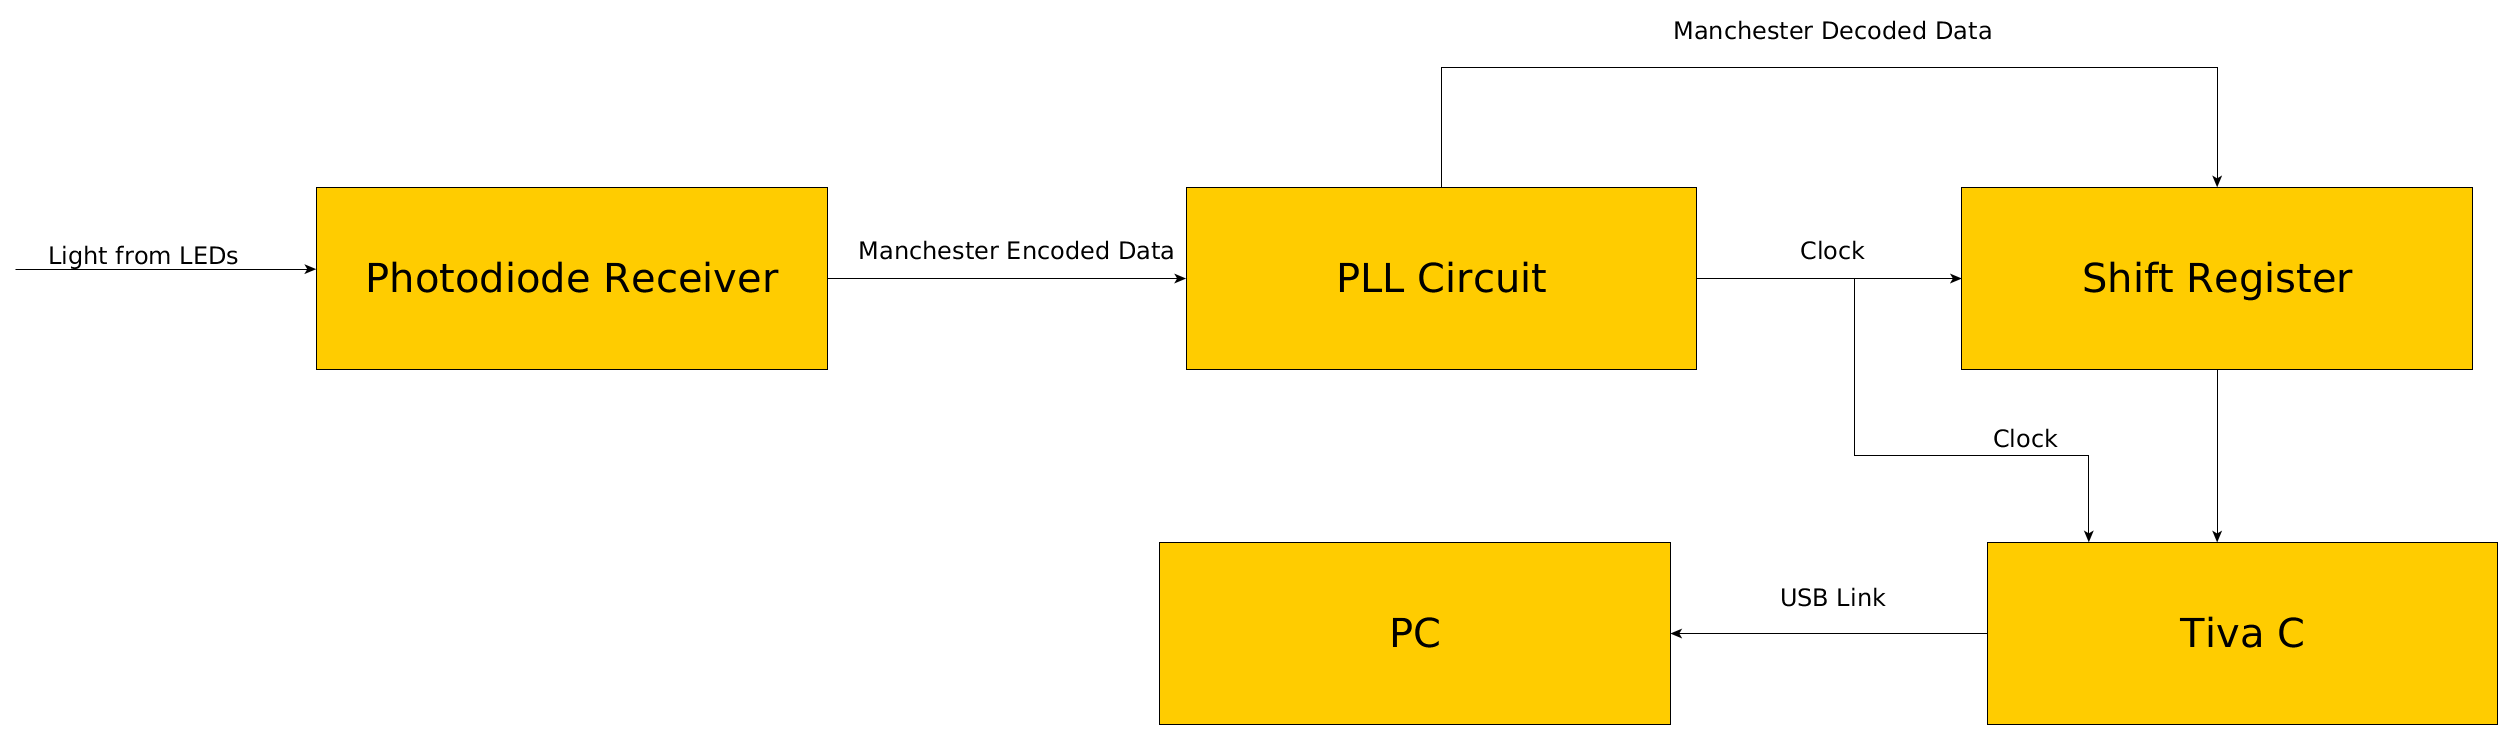 Manchester Decoded Data
Light from LEDs
Photodiode Receiver
Manchester Encoded Data
PLL Circuit
Clock
Shift Register
Clock
PC
USB Link
Tiva C